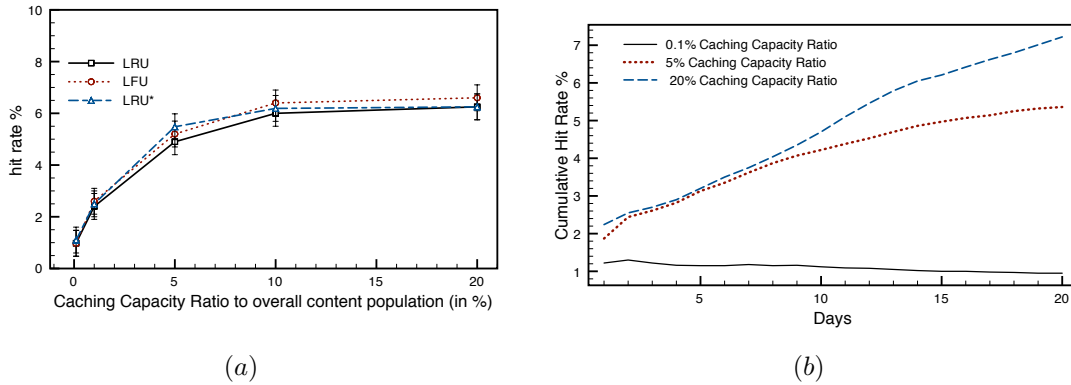 10
8
6
4
2
0
hit rate %
LRU
LFU
LRU*
0 5 10 15 20
Caching Capacity Ratio to overall content population (in %)
(a)
7
6
5
4
3
2
1
Cumulative Hit Rate %
0.1% Caching Capacity Ratio
5% Caching Capacity Ratio
20% Caching Capacity Ratio
5 10 15 20
Days
(b)